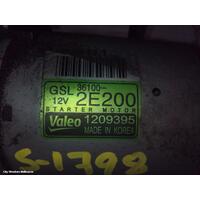 GSL 36100-
12V 2E200
STARTER MOTOR
Valeo 1209395
MADE IN KOREA
S-1798